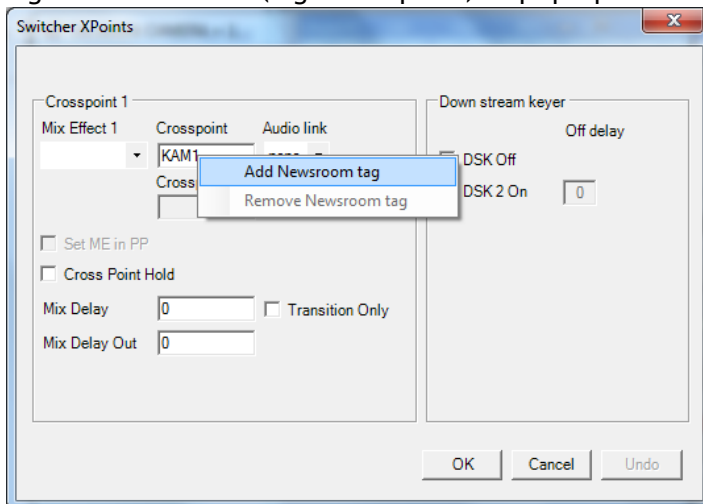 Switcher XPoints
Crosspoint 1
Mix Effect 1 Crosspoint Audio link
KAM1
Add Newsroom tag
Cross
Remove Newsroom tag
Set ME in PP
Cross Point Hold
Mix Delay 0 Transition Only
Mix Delay Out 0
Down stream keyer
Off delay
DSK Off
DSK 2 On 0
OK Cancel Undo